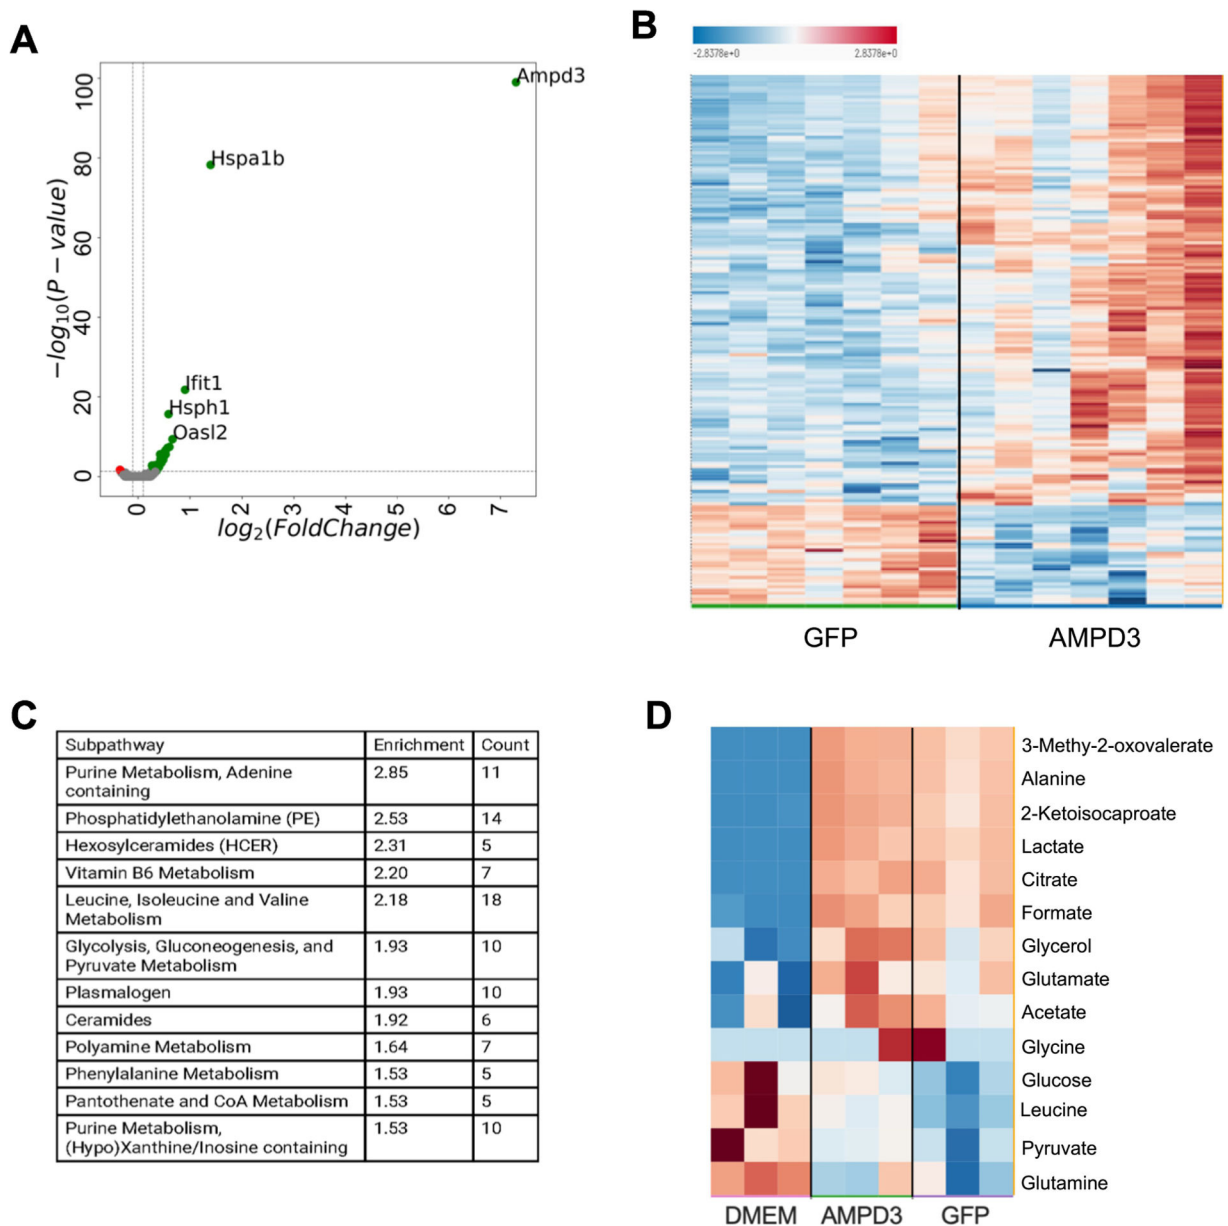 A
−log₁₀(P − value)
100
80
60
40
20
0
Ampd3
Hspa1b
Ifit1
Hsph1
Oasl2
0 1 2 3 4 5 6 7
log₂(FoldChange)
B
-2.8378e+0 2.8378e+0
GFP AMPD3
C
Subpathway Enrichment Count
Purine Metabolism, Adenine 2.85 11
containing
Phosphatidylethanolamine (PE) 2.53 14
Hexosylceramides (HCER) 2.31 5
Vitamin B6 Metabolism 2.20 7
Leucine, Isoleucine and Valine 2.18 18
Metabolism
Glycolysis, Gluconeogenesis, and 1.93 10
Pyruvate Metabolism
Plasmalogen 1.93 10
Ceramides 1.92 6
Polyamine Metabolism 1.64 7
Phenylalanine Metabolism 1.53 5
Pantothenate and CoA Metabolism 1.53 5
Purine Metabolism, 1.53 10
(Hypo)Xanthine/Inosine containing
D
3-Methy-2-oxovalerate
Alanine
2-Ketoisocaproate
Lactate
Citrate
Formate
Glycerol
Glutamate
Acetate
Glycine
Glucose
Leucine
Pyruvate
Glutamine
DMEM AMPD3 GFP